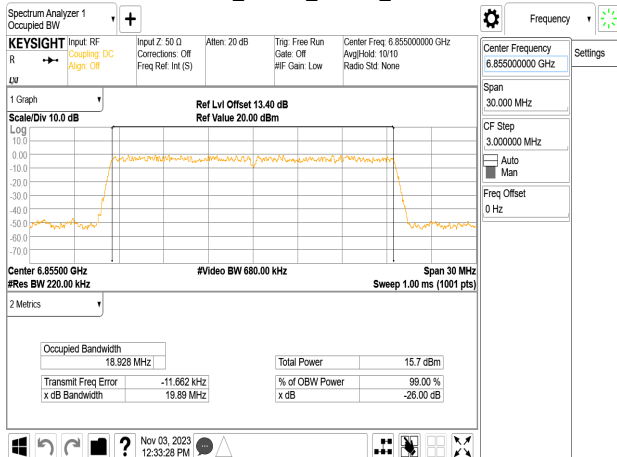 Spectrum Analyzer 1
Occupied BW
Frequency
KEYSIGHT
R
Input: RF
Coupling: DC
Align: Off
Input Z: 50 Ω
Corrections: Off
Freq Ref: Int (S)
Atten: 20 dB
Trig: Free Run
Gate: Off
#IF Gain: Low
Center Freq: 6.855000000 GHz
Avg|Hold: 10/10
Radio Std: None
Center Frequency
6.855000000 GHz
Settings
Span
30.000 MHz
CF Step
3.000000 MHz
Auto
Man
Freq Offset
0 Hz
1 Graph
Scale/Div 10.0 dB
Ref Lvl Offset 13.40 dB
Ref Value 20.00 dBm
Log
10.0
0.00
-10.0
-20.0
-30.0
-40.0
-50.0
-60.0
-70.0
Center 6.85500 GHz
#Video BW 680.00 kHz
Span 30 MHz
#Res BW 220.00 kHz
Sweep 1.00 ms (1001 pts)
2 Metrics
Occupied Bandwidth
18.928 MHz
Total Power 15.7 dBm
Transmit Freq Error -11.662 kHz
% of OBW Power 99.00 %
x dB Bandwidth 19.89 MHz
x dB -26.00 dB
?
Nov 03, 2023
12:33:28 PM